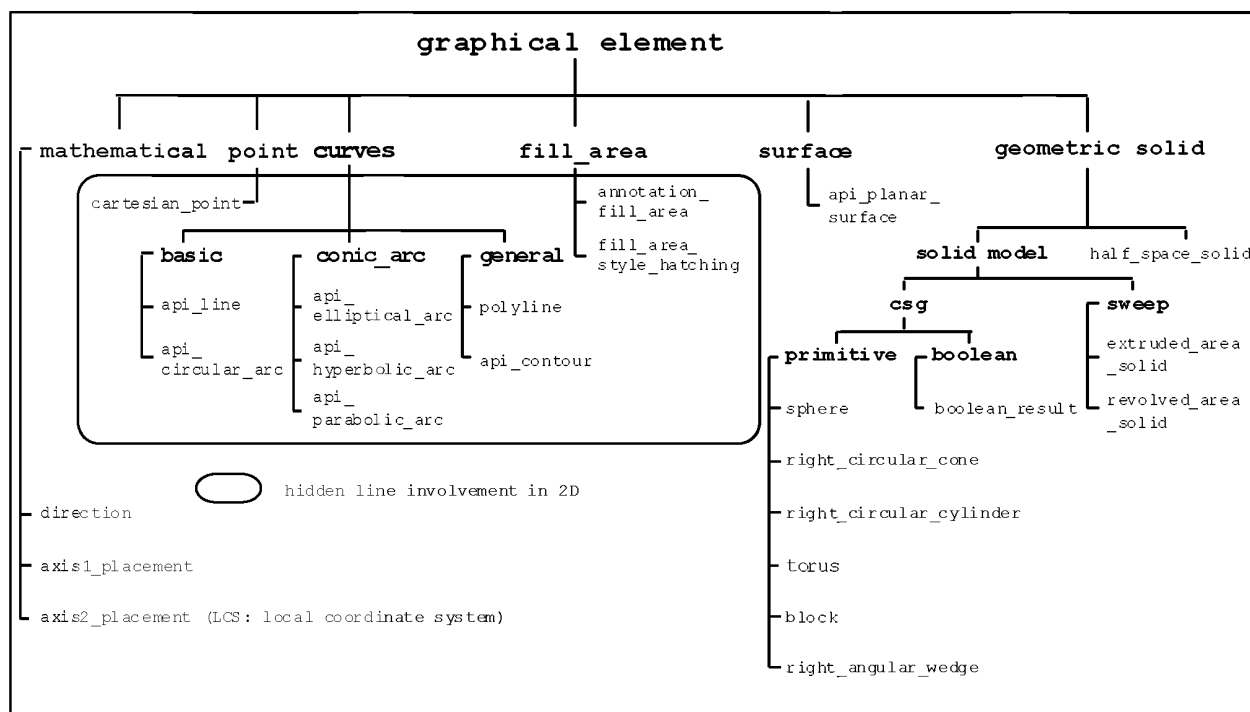 graphical element
mathematical point curves fill_area surface geometric solid
cartesian_point
annotation_
fill_area
api_planar_
surface
basic conic_arc general
fill_area_
style_hatching
solid model half_space_solid
api_line
api_
elliptical_arc
polyline
csg sweep
api_
circular_arc
api_
hyperbolic_arc
api_contour
primitive boolean
extruded_area
_solid
api_
parabolic_arc
sphere boolean_result
revolved_area
_solid
right_circular_cone
hidden line involvement in 2D
direction
right_circular_cylinder
axis1_placement
torus
axis2_placement (LCS: local coordinate system)
block
right_angular_wedge